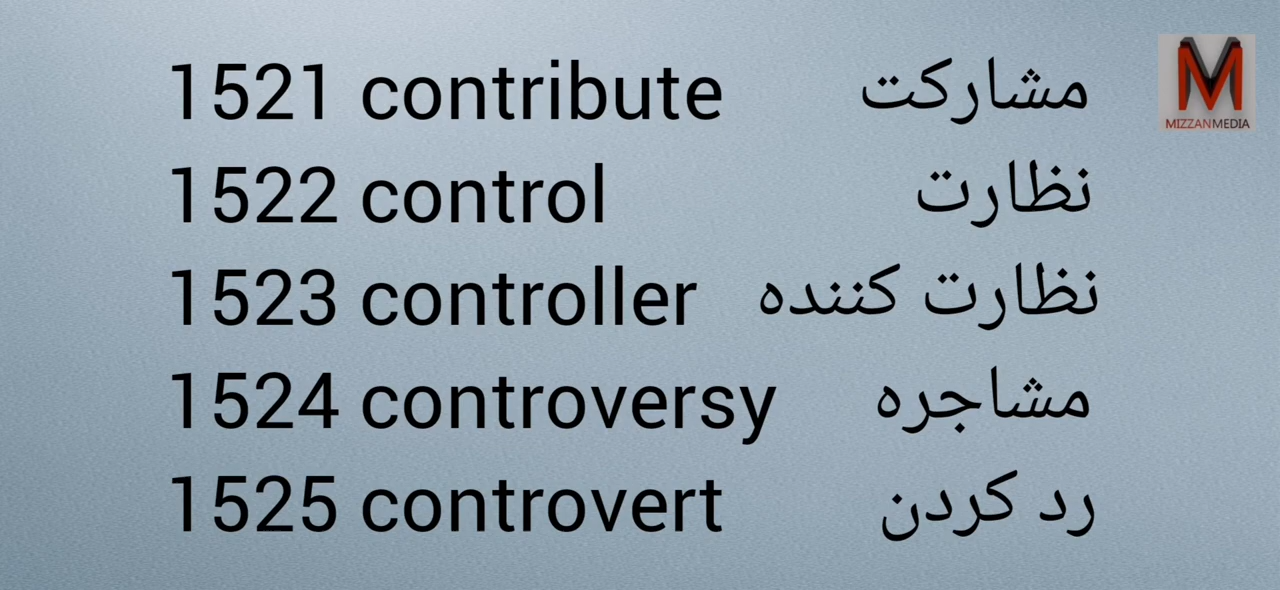 1521 contribute مشارکت
1522 control نظارت
1523 controller نظارت کننده
1524 controversy مشاجره
1525 controvert رد کردن
MIZZANMEDIA